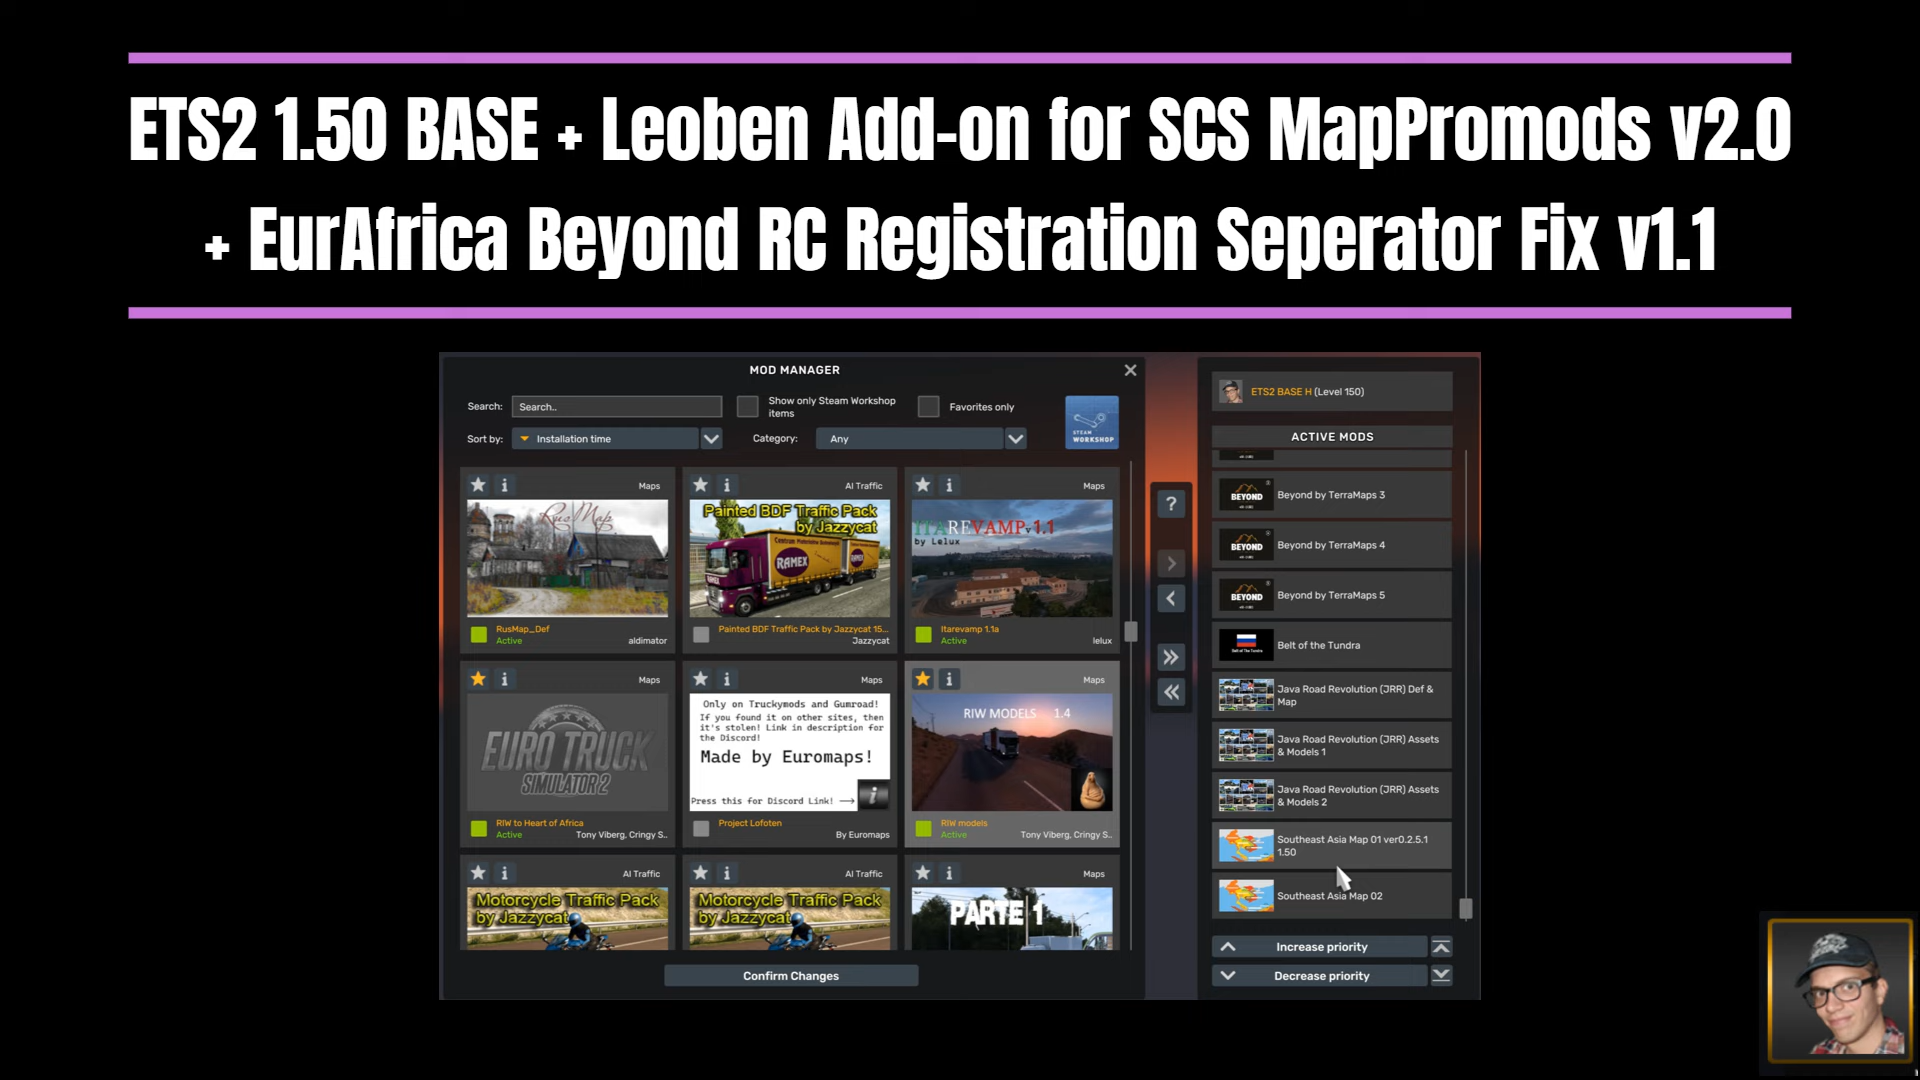 ETS2 1.50 BASE + Leoben Add-on for SCS MapPromods v2.0
+ EurAfrica Beyond RC Registration Seperator Fix v1.1
MOD MANAGER
Search:
Search..
Show only Steam Workshop
items
Favorites only
STEAM
WORKSHOP
Sort by:
Installation time
Category:
Any
Maps
RusMap
RusMap_Def
Active
aldimator
AI Traffic
Painted BDF Traffic Pack
by Jazzycat
RAMEX
Painted BDF Traffic Pack by Jazzycat 15...
Jazzycat
Maps
ITAREVAMP v 1.1
by Lelux
Itarevamp 1.1a
Active
lelux
Maps
EURO TRUCK
SIMULATOR 2
RIW to Heart of Africa
Active
Tony Viberg, Cringy S..
Maps
Only on Truckymods and Gumroad!
If you found it on other sites, then
it's stolen! Link in description for
the Discord!
Made by Euromaps!
Press this for Discord Link!
Project Lofoten
By Euromaps
Maps
RIW MODELS 1.4
RIW models
Active
Tony Viberg, Cringy S..
AI Traffic
Motorcycle Traffic Pack
by Jazzycat
AI Traffic
Motorcycle Traffic Pack
by Jazzycat
Maps
PARTE 1
Confirm Changes
ETS2 BASE H (Level 150)
ACTIVE MODS
BEYOND
Beyond by TerraMaps 3
BEYOND
Beyond by TerraMaps 4
BEYOND
Beyond by TerraMaps 5
Belt of The Tundra
Belt of the Tundra
Java Road Revolution (JRR) Def &
Map
Java Road Revolution (JRR) Assets
& Models 1
Java Road Revolution (JRR) Assets
& Models 2
Southeast Asia Map 01 ver0.2.5.1
1.50
Southeast Asia Map 02
Increase priority
Decrease priority